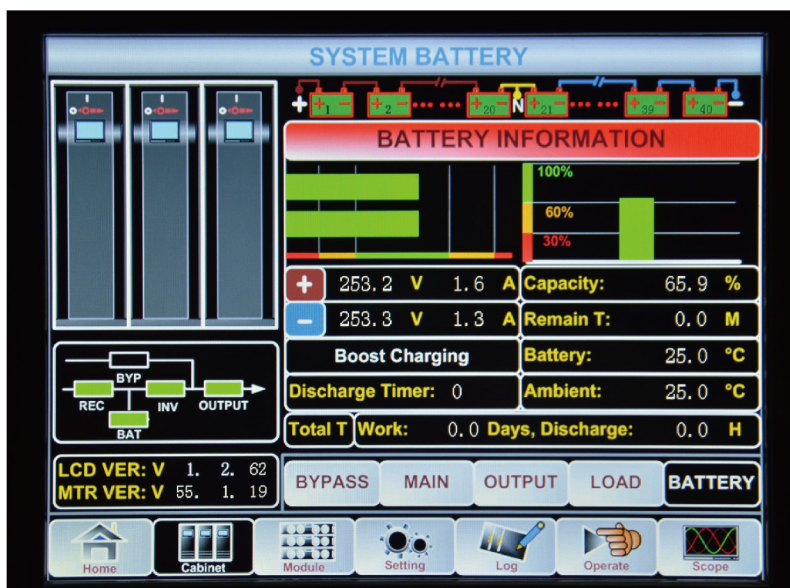 SYSTEM BATTERY
+ +1- +2- +20- N +21- +39- +40- -
BATTERY INFORMATION
100%
60%
30%
+ 253.2 V 1.6 A Capacity: 65.9 %
- 253.3 V 1.3 A Remain T: 0.0 M
Boost Charging Battery: 25.0 °C
Discharge Timer: 0 Ambient: 25.0 °C
Total T Work: 0.0 Days, Discharge: 0.0 H
BYP
REC INV OUTPUT
BAT
LCD VER: V 1. 2. 62
MTR VER: V 55. 1. 19
BYPASS MAIN OUTPUT LOAD BATTERY
Home Cabinet Module Setting Log Operate Scope